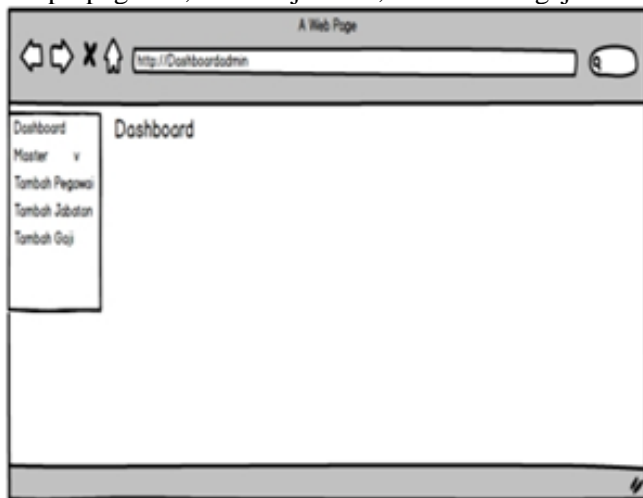 A Web Page
http://Dashboardadmin
Dashboard
Master v
Tambah Pegawai
Tambah Jabatan
Tambah Gaji
Dashboard